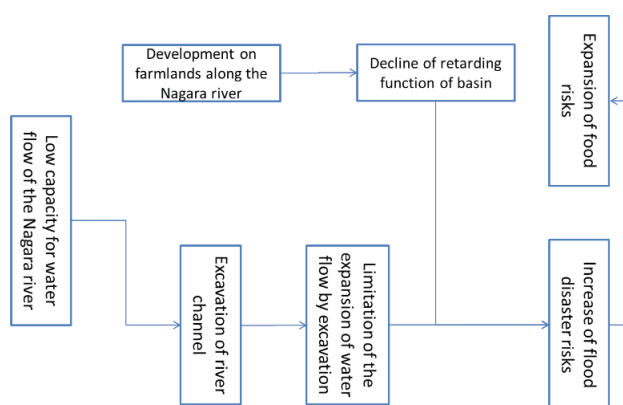 Development on
farmlands along the
Nagara river
Decline of retarding
function of basin
Expansion of food
risks
Low capacity for water
flow of the Nagara river
Excavation of river
channel
Limitation of the
expansion of water
flow by excavation
Increase of flood
disaster risks